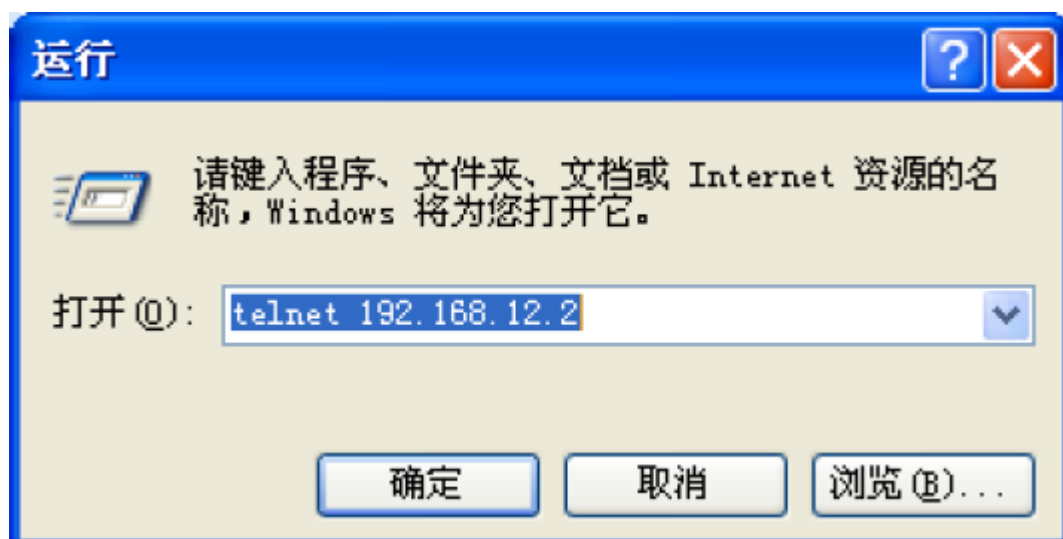 运行
请键入程序、文件夹、文档或 Internet 资源的名
称，Windows 将为您打开它。
打开(O): telnet 192.168.12.2
确定 取消 浏览(B)...